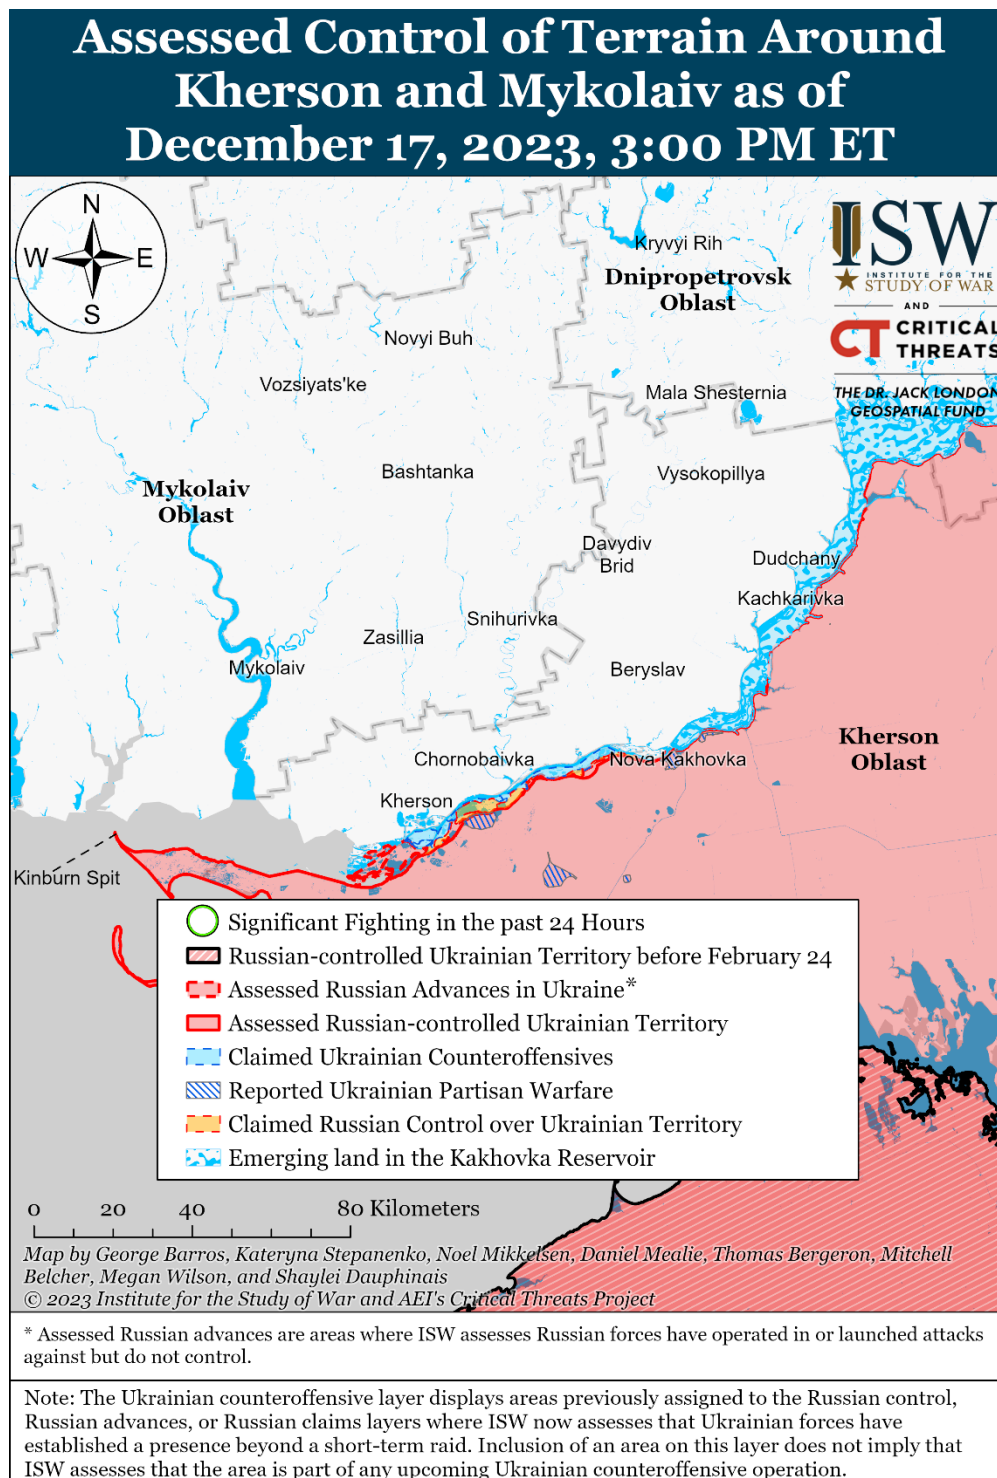 Assessed Control of Terrain Around
Kherson and Mykolaiv as of
December 17, 2023, 3:00 PM ET
N
W
E
S
ISW
INSTITUTE FOR THE
STUDY OF WAR
AND
CT
CRITICAL
THREATS
THE DR. JACK LONDON
GEOSPATIAL FUND
Kryvyi Rih
Dnipropetrovsk
Oblast
Novyi Buh
Vozsiyats'ke
Mala Shesternia
Bashtanka
Vysokopillya
Mykolaiv
Oblast
Davydiv
Brid
Dudchany
Kachkarivka
Snihurivka
Zasillia
Mykolaiv
Beryslav
Kherson
Oblast
Chornobaivka
Nova Kakhovka
Kherson
Kinburn Spit
Significant Fighting in the past 24 Hours
Russian-controlled Ukrainian Territory before February 24
Assessed Russian Advances in Ukraine*
Assessed Russian-controlled Ukrainian Territory
Claimed Ukrainian Counteroffensives
Reported Ukrainian Partisan Warfare
Claimed Russian Control over Ukrainian Territory
Emerging land in the Kakhovka Reservoir
0 20 40 80 Kilometers
Map by George Barros, Kateryna Stepanenko, Noel Mikkelsen, Daniel Mealie, Thomas Bergeron, Mitchell
Belcher, Megan Wilson, and Shaylei Dauphinais
© 2023 Institute for the Study of War and AEI's Critical Threats Project
* Assessed Russian advances are areas where ISW assesses Russian forces have operated in or launched attacks
against but do not control.
Note: The Ukrainian counteroffensive layer displays areas previously assigned to the Russian control,
Russian advances, or Russian claims layers where ISW now assesses that Ukrainian forces have
established a presence beyond a short-term raid. Inclusion of an area on this layer does not imply that
ISW assesses that the area is part of any upcoming Ukrainian counteroffensive operation.